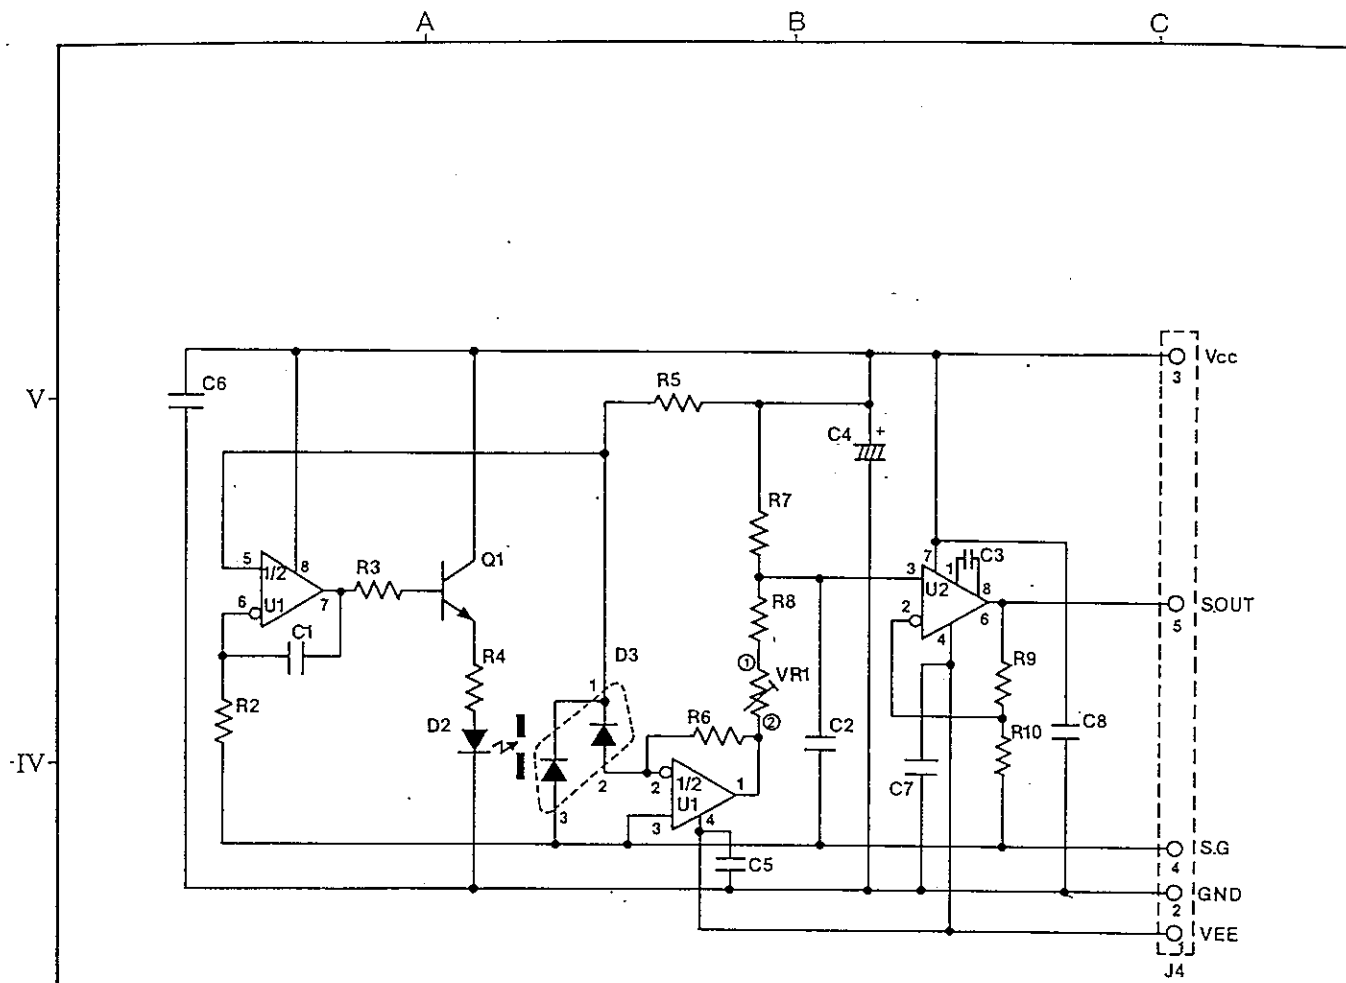 A B C
Vcc
3
C6
R5
V
C4 +
R7
Q1
5 8
1/2
R3
7 1 C3
3
U2 8
6 U1 7
R8
2
6
SOUT
5
C1
4
R4 D3
1 VR1
R9
R2
1
D2
R6 2
C2
R10 C8
IV
2 2 1/2 1
U1
C7
3 3 4
C5
S.G
4
GND
2
VEE
1
J4